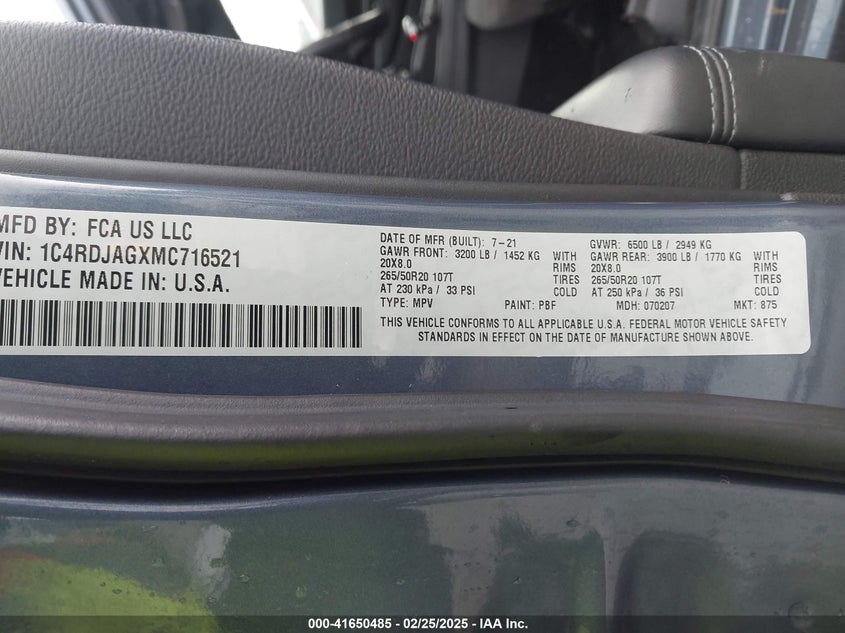 MFD BY: FCA US LLC
VIN: 1C4RDJAGXMC716521
VEHICLE MADE IN: U.S.A.
DATE OF MFR (BUILT): 7-21 GVWR: 6500 LB / 2949 KG
GAWR FRONT: 3200 LB / 1452 KG WITH GAWR REAR: 3900 LB / 1770 KG WITH
20X8.0 RIMS 20X8.0 RIMS
265/50R20 107T TIRES 265/50R20 107T TIRES
AT 230 kPa / 33 PSI COLD AT 250 kPa / 36 PSI COLD
TYPE: MPV PAINT: PBF MDH: 070207 MKT: 875
THIS VEHICLE CONFORMS TO ALL APPLICABLE U.S.A. FEDERAL MOTOR VEHICLE SAFETY
STANDARDS IN EFFECT ON THE DATE OF MANUFACTURE SHOWN ABOVE.
000-41650485 - 02/25/2025 - IAA Inc.